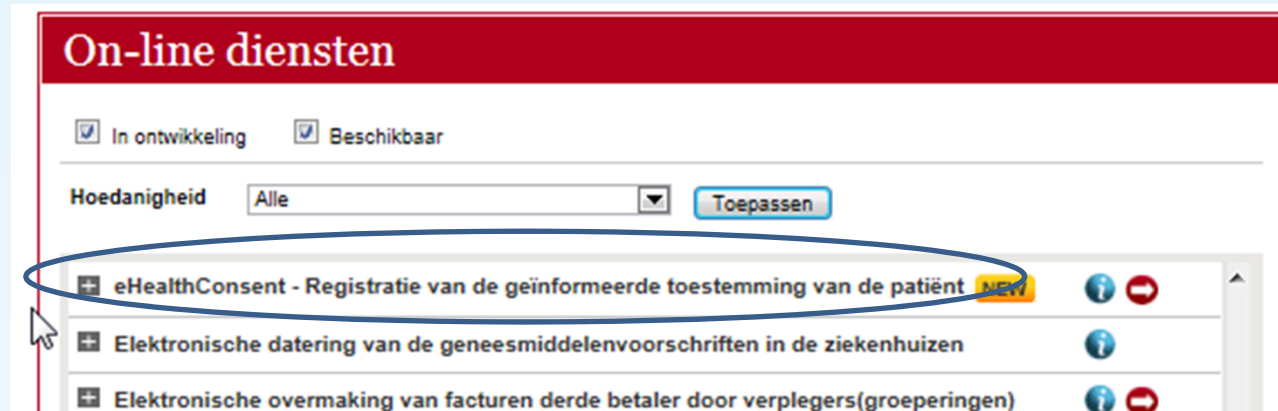 On-line diensten
In ontwikkeling Beschikbaar
Hoedanigheid Alle Toepassen
eHealthConsent - Registratie van de geïnformeerde toestemming van de patiënt NEW
Elektronische datering van de geneesmiddelenvoorschriften in de ziekenhuizen
Elektronische overmaking van facturen derde betaler door verplegers(groeperingen)